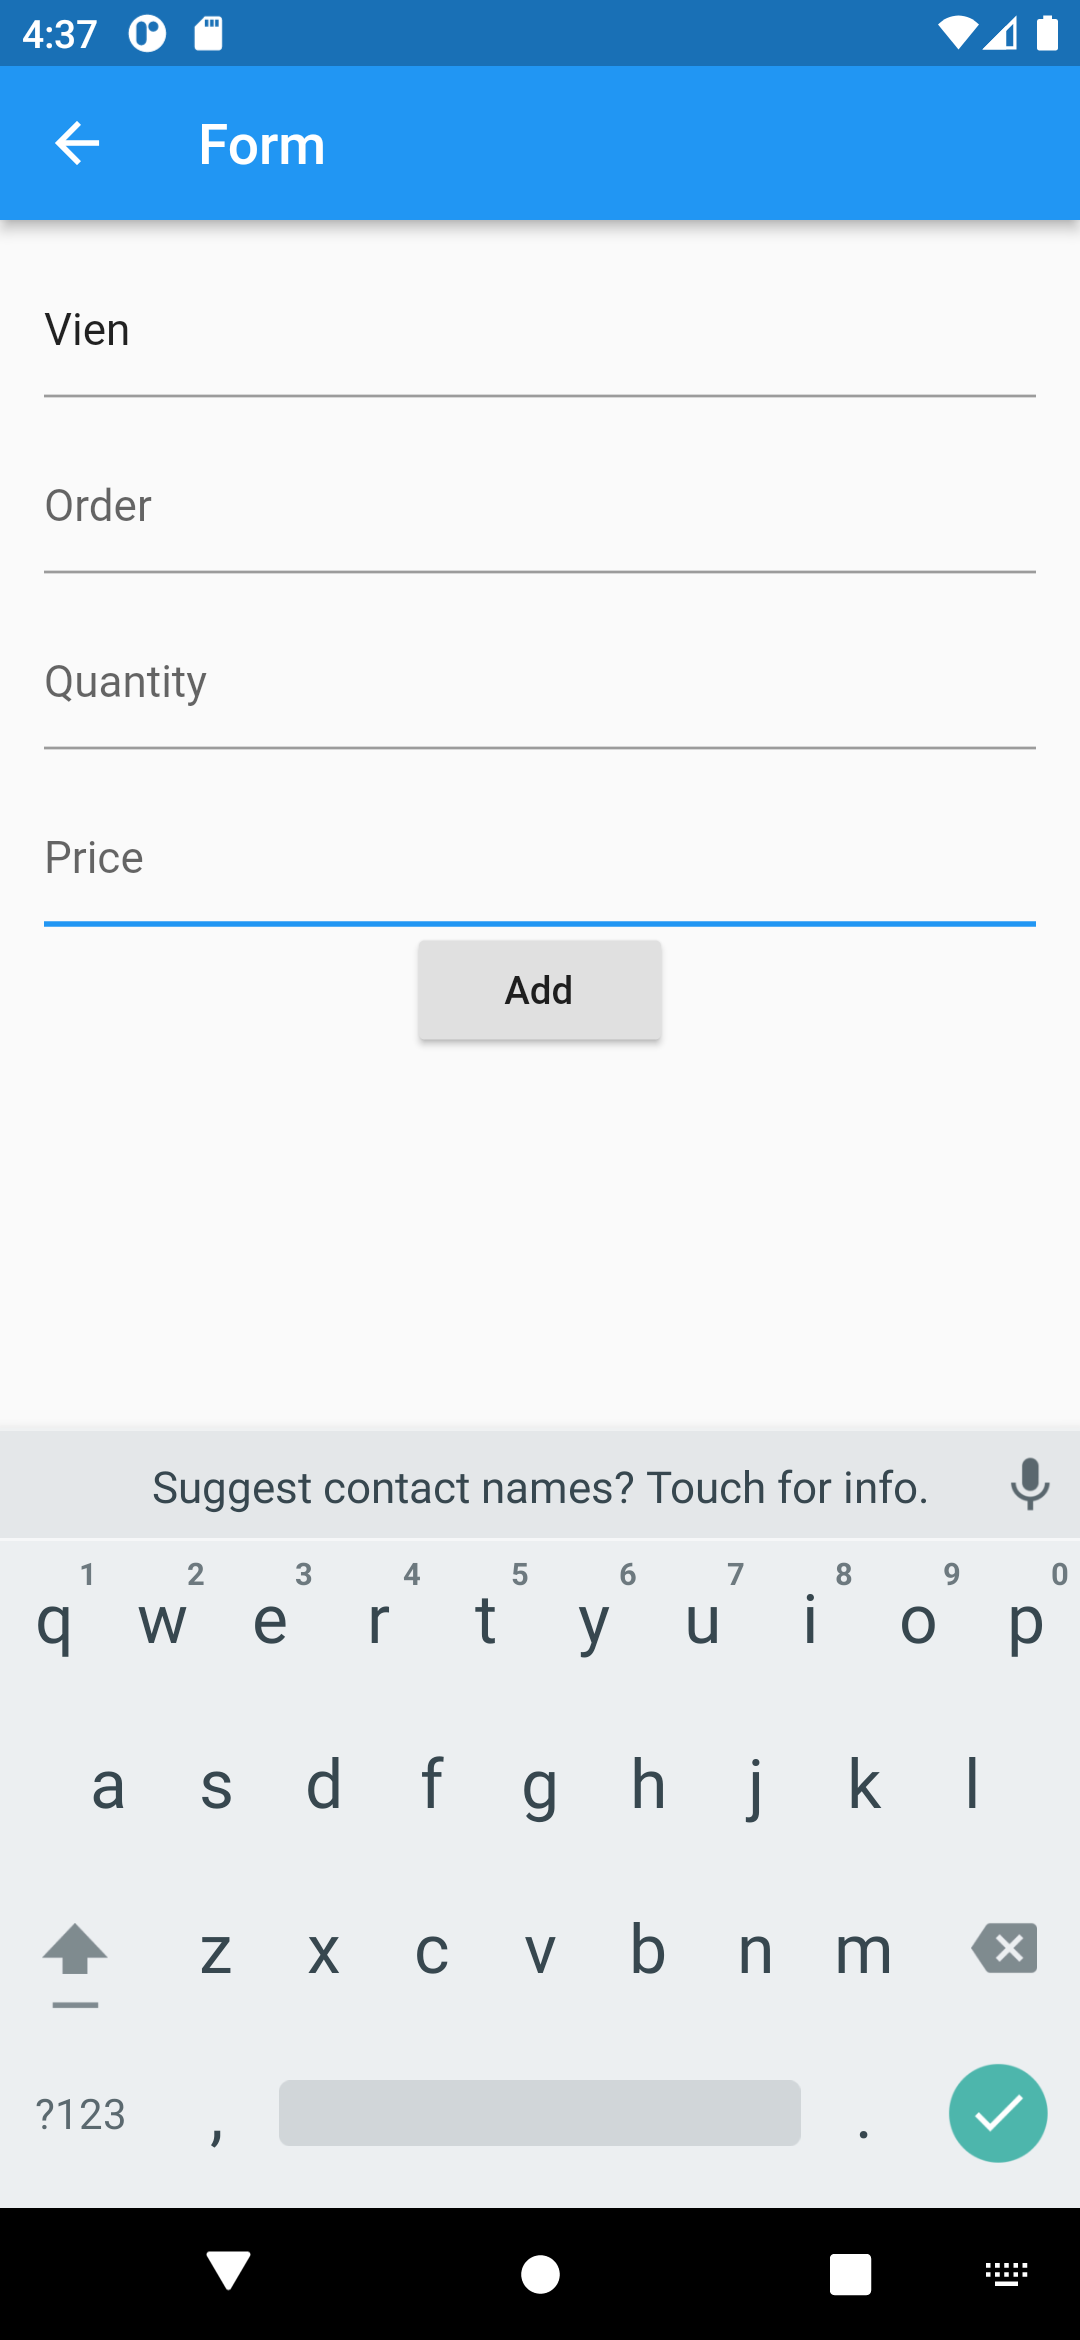 4:37
Form
Vien
Order
Quantity
Price
Add
Suggest contact names? Touch for info.
1 2 3 4 5 6 7 8 9 0
q w e r t y u i o p
a s d f g h j k l
z x c v b n m
?123 , .